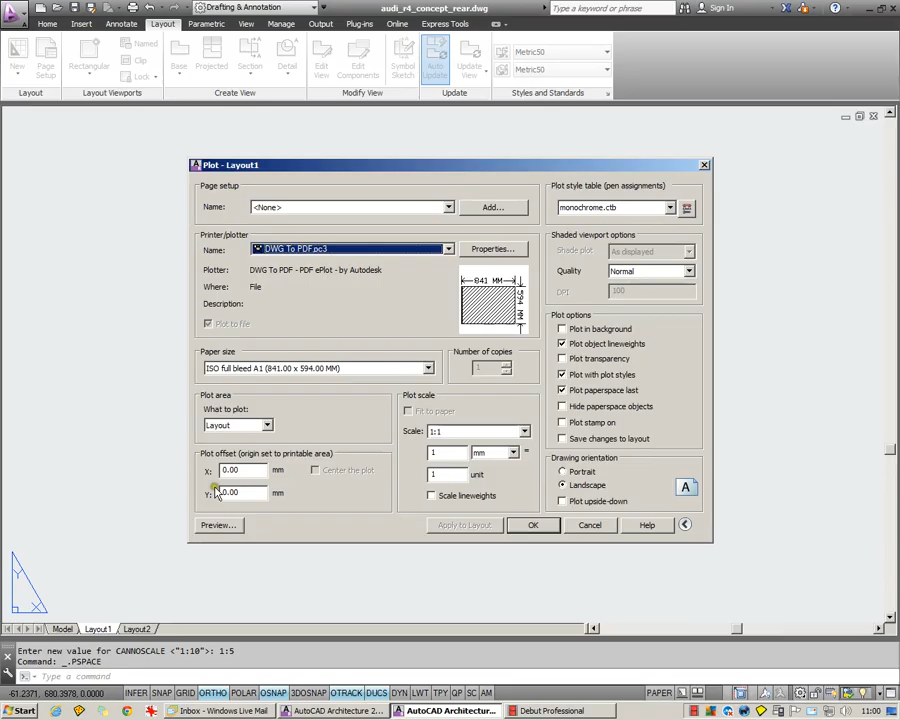 Drafting & Annotation
audi_r4_concept_rear.dwg
Type a keyword or phrase
Sign In
Home Insert Annotate Layout Parametric View Manage Output Plug-ins Online Express Tools
New
Page Setup
Rectangular
Named
Clip
Lock
Base
Projected
Section
Detail
Edit View
Edit Components
Symbol Sketch
Auto Update
Update View
Metric50
Metric50
Layout
Layout Viewports
Create View
Modify View
Update
Styles and Standards
Plot - Layout1
Page setup
Name:
<None>
Add...
Plot style table (pen assignments)
monochrome.ctb
Printer/plotter
Name:
DWG To PDF.pc3
Properties...
Plotter:
DWG To PDF - PDF ePlot - by Autodesk
Where:
File
Description:
Plot to file
841 MM
594 MM
Shaded viewport options
Shade plot
As displayed
Quality
Normal
DPI
100
Paper size
ISO full bleed A1 (841.00 x 594.00 MM)
Number of copies
1
Plot area
What to plot:
Layout
Plot scale
Fit to paper
Scale:
1:1
1
mm
=
1
unit
Scale lineweights
Plot offset (origin set to printable area)
X:
0.00
mm
Center the plot
Y:
0.00
mm
Plot options
Plot in background
Plot object lineweights
Plot transparency
Plot with plot styles
Plot paperspace last
Hide paperspace objects
Plot stamp on
Save changes to layout
Drawing orientation
Portrait
Landscape
Plot upside-down
A
Preview...
Apply to Layout
OK
Cancel
Help
Y
X
Model Layout1 Layout2
Enter new value for CANNOSCALE <"1:10">: 1:5
Command: _.PSPACE
Type a command
-61.2371, 680.3978, 0.0000
INFER SNAP GRID ORTHO POLAR OSNAP 3DOSNAP OTRACK DUCS DYN LWT TPY QP SC AM
PAPER
Start
Inbox - Windows Live Mail
AutoCAD Architecture 2...
AutoCAD Architectur...
Debut Professional
11:00